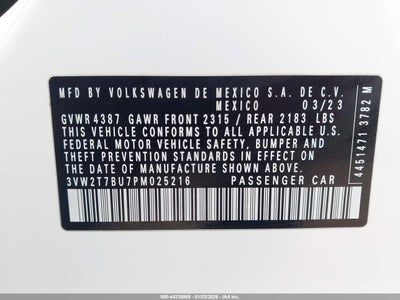 MFD BY VOLKSWAGEN DE MEXICO S.A. DE C.V.
MEXICO 03/23
GVWR 4387 GAWR FRONT 2315 / REAR 2183 LBS
THIS VEHICLE CONFORMS TO ALL APPLICABLE U.S.
FEDERAL MOTOR VEHICLE SAFETY, BUMPER AND
THEFT PREVENTION STANDARDS IN EFFECT ON
THE DATE OF MANUFACTURE SHOWN ABOVE.
3VW2T7BU7PM025216 PASSENGER CAR
4451471 3782 M